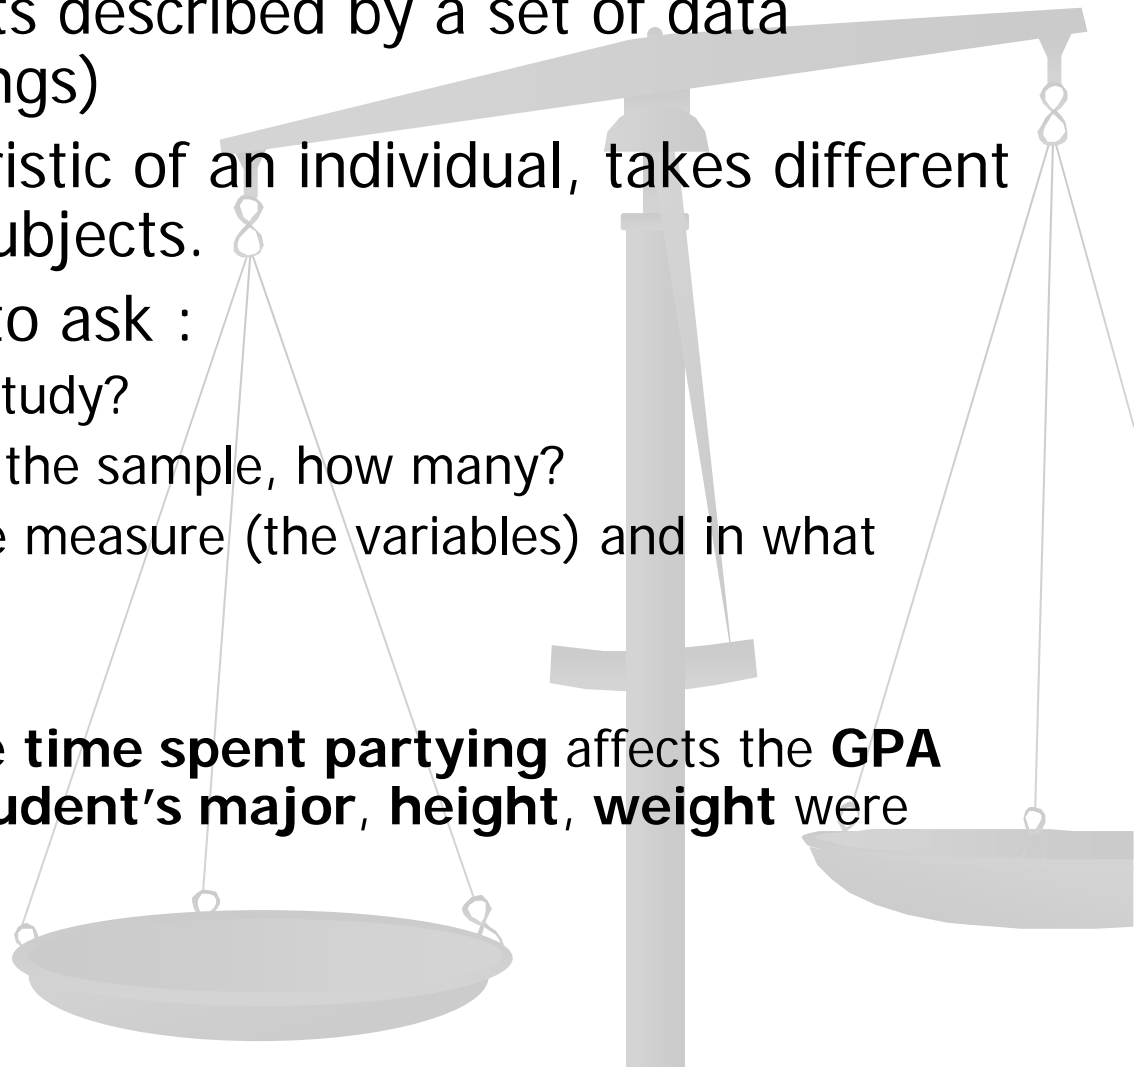 ts described by a set of data
ngs)
ristic of an individual, takes different
ubjects.
to ask :
tudy?
the sample, how many?
e measure (the variables) and in what
e time spent partying affects the GPA
udent's major, height, weight were